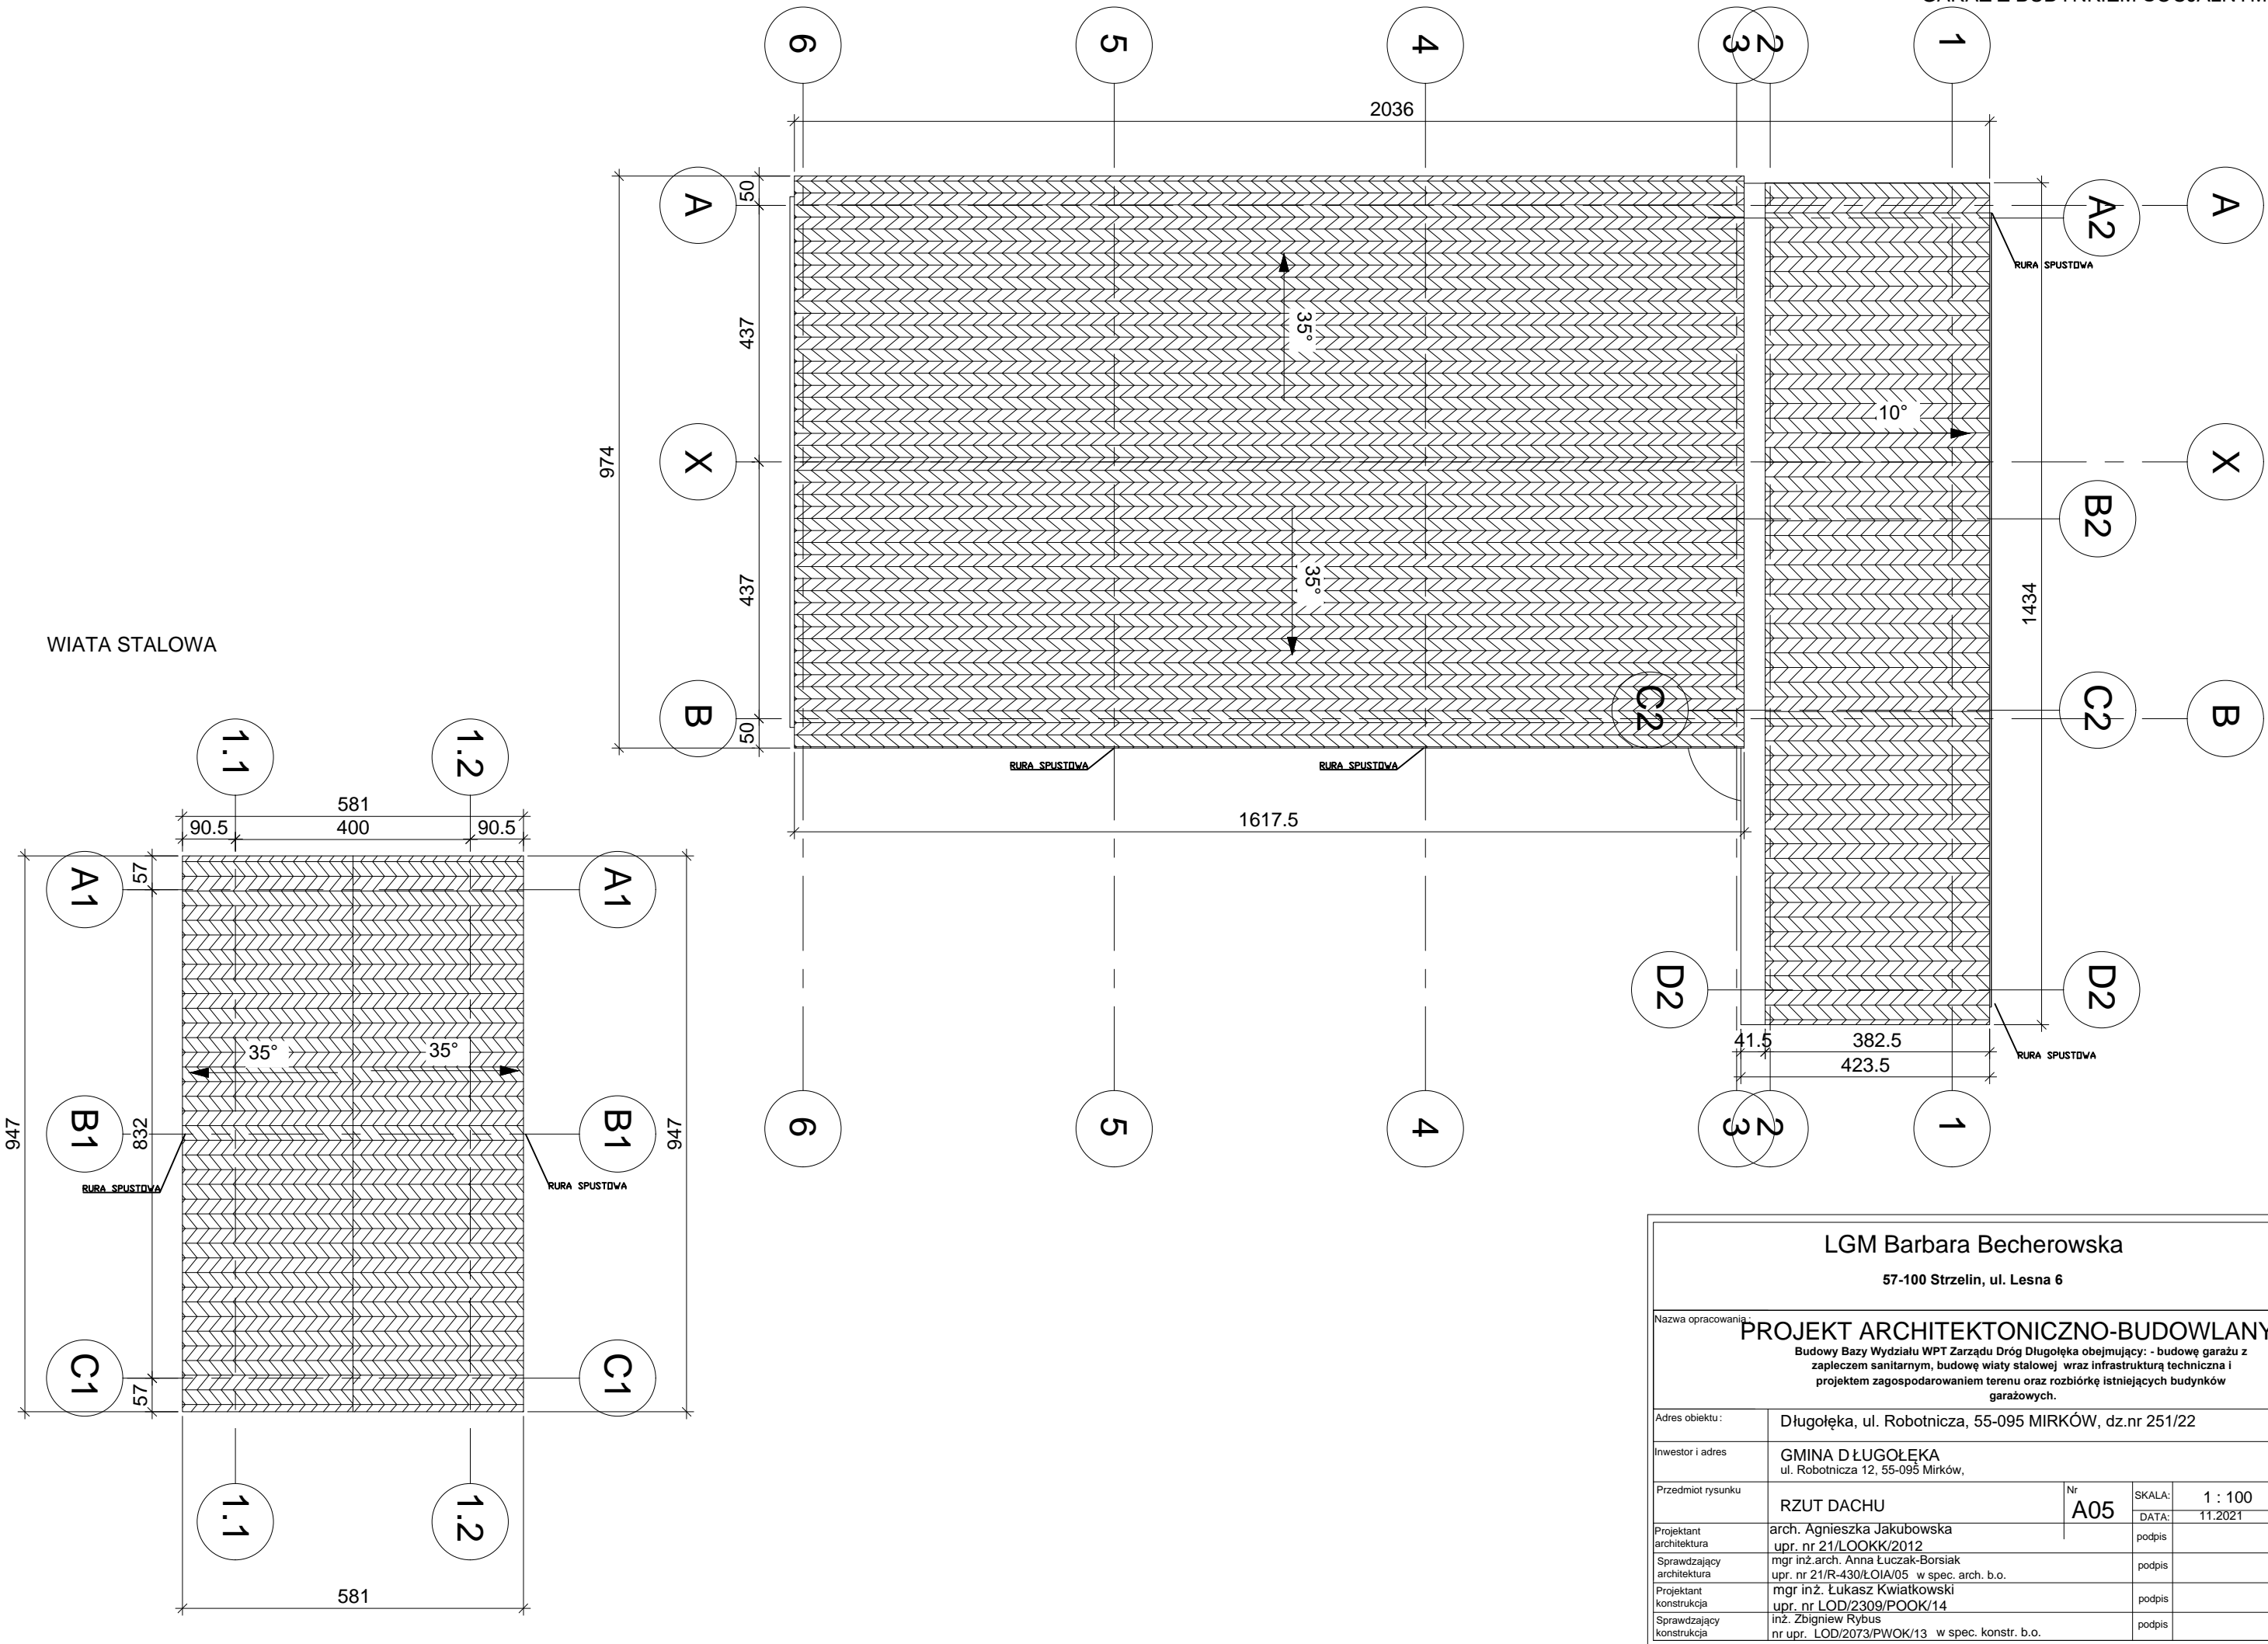 6
5
4
3
2
1
2036
A
50
A2
A
RURA SPUSTOWA
437
35°
10°
974
X
X
B2
437
35°
1434
WIATA STALOWA
B
50
C2
C2
B
RURA SPUSTOWA
RURA SPUSTOWA
1617.5
1.1
1.2
581
90.5
400
90.5
A1
57
A1
D2
D2
41.5
382.5
423.5
RURA SPUSTOWA
35°
35°
947
B1
832
B1
947
RURA SPUSTOWA
RURA SPUSTOWA
6
5
4
3
2
1
C1
57
C1
1.1
1.2
581
LGM Barbara Becherowska
57-100 Strzelin, ul. Lesna 6
Nazwa opracowania :
PROJEKT ARCHITEKTONICZNO-BUDOWLANY
Budowy Bazy Wydziału WPT Zarządu Dróg Długołęka obejmujący: - budowę garażu z
zapleczem sanitarnym, budowę wiaty stalowej wraz infrastrukturą techniczna i
projektem zagospodarowaniem terenu oraz rozbiórkę istniejących budynków
garażowych.
Adres obiektu :
Długołęka, ul. Robotnicza, 55-095 MIRKÓW, dz.nr 251/22
Inwestor i adres
GMINA DŁUGOŁĘKA
ul. Robotnicza 12, 55-095 Mirków,
Przedmiot rysunku
RZUT DACHU
Nr
A05
SKALA:
1 : 100
DATA:
11.2021
Projektant
architektura
arch. Agnieszka Jakubowska
upr. nr 21/LOOKK/2012
podpis
Sprawdzający
architektura
mgr inż.arch. Anna Łuczak-Borsiak
upr. nr 21/R-430/ŁOIA/05 w spec. arch. b.o.
podpis
Projektant
konstrukcja
mgr inż. Łukasz Kwiatkowski
upr. nr LOD/2309/POOK/14
podpis
Sprawdzający
konstrukcja
inż. Zbigniew Rybus
nr upr. LOD/2073/PWOK/13 w spec. konstr. b.o.
podpis